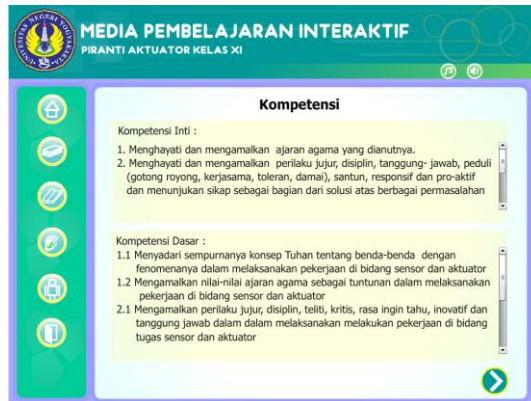 UNIVERSITAS NEGERI YOGYAKARTA
MEDIA PEMBELAJARAN INTERAKTIF
PIRANTI AKTUATOR KELAS XI
Kompetensi
Kompetensi Inti :
1. Menghayati dan mengamalkan ajaran agama yang dianutnya.
2. Menghayati dan mengamalkan perilaku jujur, disiplin, tanggung- jawab, peduli
(gotong royong, kerjasama, toleran, damai), santun, responsif dan pro-aktif
dan menunjukan sikap sebagai bagian dari solusi atas berbagai permasalahan
Kompetensi Dasar :
1.1 Menyadari sempurnanya konsep Tuhan tentang benda-benda dengan
fenomenanya dalam melaksanakan pekerjaan di bidang sensor dan aktuator
1.2 Mengamalkan nilai-nilai ajaran agama sebagai tuntunan dalam melaksanakan
pekerjaan di bidang sensor dan aktuator
2.1 Mengamalkan perilaku jujur, disiplin, teliti, kritis, rasa ingin tahu, inovatif dan
tanggung jawab dalam dalam melaksanakan melakukan pekerjaan di bidang
tugas sensor dan aktuator